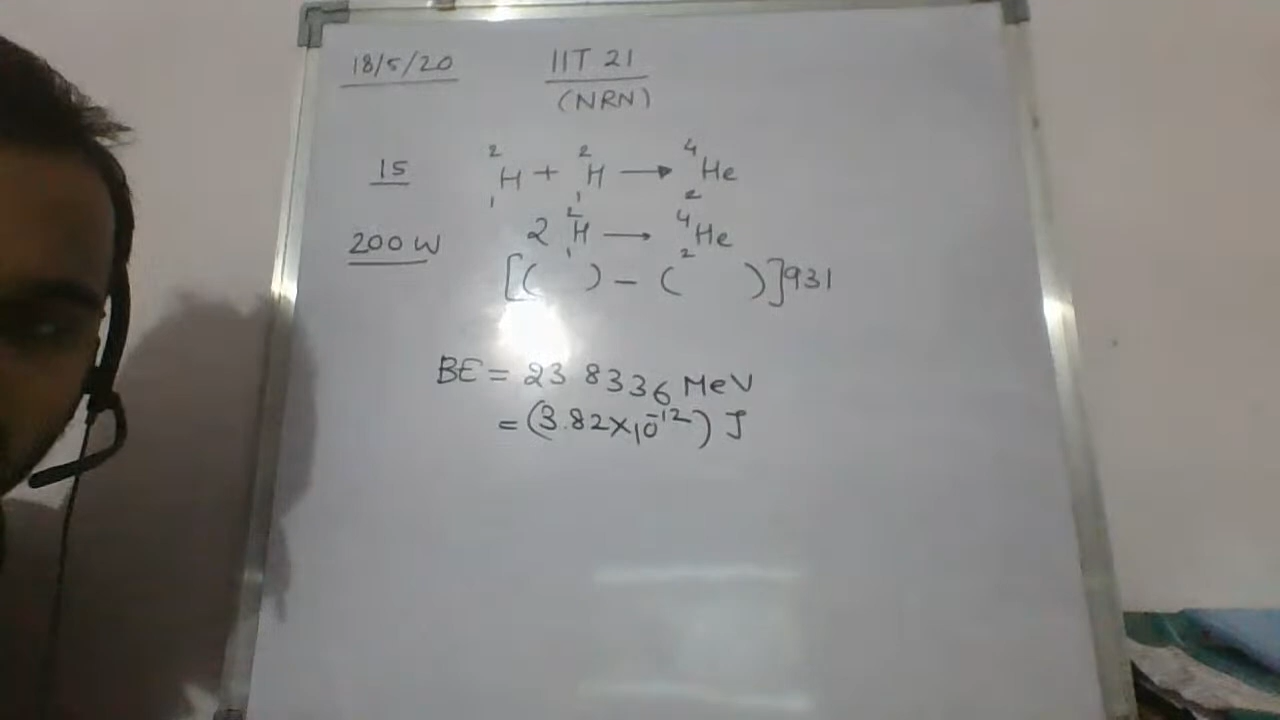 18/5/20 IIT 21
(NRN)
15 ²₁H + ²₁H → ⁴₂He
200 W 2 ²₁H → ⁴₂He
[( ) − ( )]931
BE = 23 8336 MeV
= (3.82×10⁻¹²) J